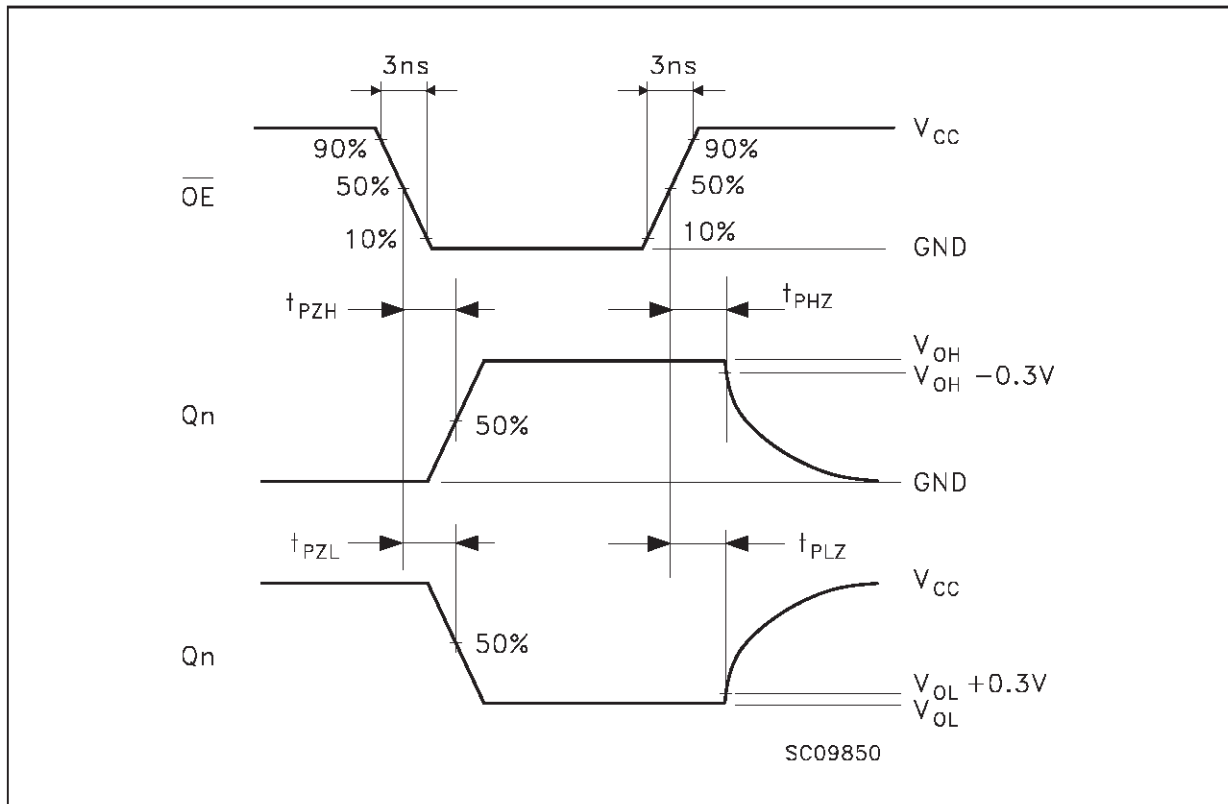 3ns 3ns
V_CC
90% 90%
O̅E̅ 50% 50%
10% 10%
GND
t_PZH t_PHZ
V_OH
V_OH −0.3V
Qn 50%
GND
t_PZL t_PLZ
V_CC
50%
Qn
V_OL +0.3V
V_OL
SC09850